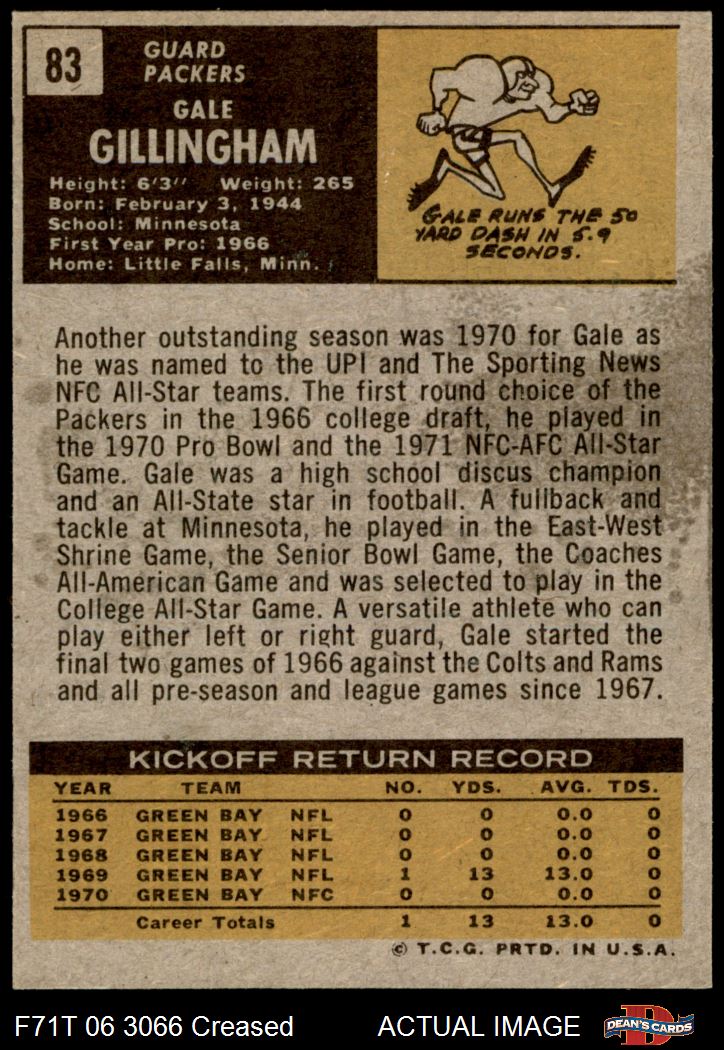 83
GUARD
PACKERS
GALE
GILLINGHAM
Height: 6'3" Weight: 265
Born: February 3, 1944
School: Minnesota
First Year Pro: 1966
Home: Little Falls, Minn.
GALE RUNS THE 50
YARD DASH IN 5.9
SECONDS.
Another outstanding season was 1970 for Gale as
he was named to the UPI and The Sporting News
NFC All-Star teams. The first round choice of the
Packers in the 1966 college draft, he played in
the 1970 Pro Bowl and the 1971 NFC-AFC All-Star
Game. Gale was a high school discus champion
and an All-State star in football. A fullback and
tackle at Minnesota, he played in the East-West
Shrine Game, the Senior Bowl Game, the Coaches
All-American Game and was selected to play in the
College All-Star Game. A versatile athlete who can
play either left or right guard, Gale started the
final two games of 1966 against the Colts and Rams
and all pre-season and league games since 1967.
KICKOFF RETURN RECORD
YEAR TEAM NO. YDS. AVG. TDS.
1966 GREEN BAY NFL 0 0 0.0 0
1967 GREEN BAY NFL 0 0 0.0 0
1968 GREEN BAY NFL 0 0 0.0 0
1969 GREEN BAY NFL 1 13 13.0 0
1970 GREEN BAY NFC 0 0 0.0 0
Career Totals 1 13 13.0 0
© T.C.G. PRTD. IN U.S.A.
F71T 06 3066 Creased ACTUAL IMAGE
D
DEAN'S CARDS